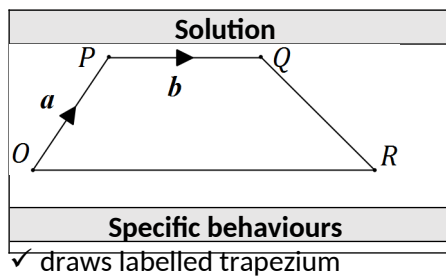 Solution
P Q
a b
O R
Specific behaviours
✓ draws labelled trapezium